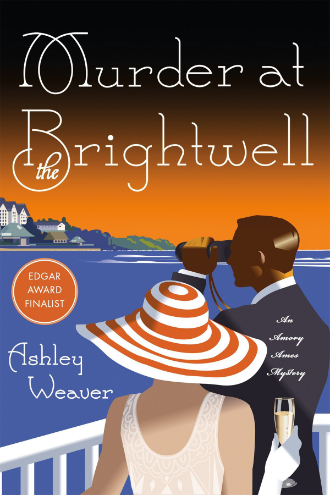 Murder at
the Brightwell
EDGAR
AWARD
FINALIST
Ashley
Weaver
An
Amory
Ames
Mystery